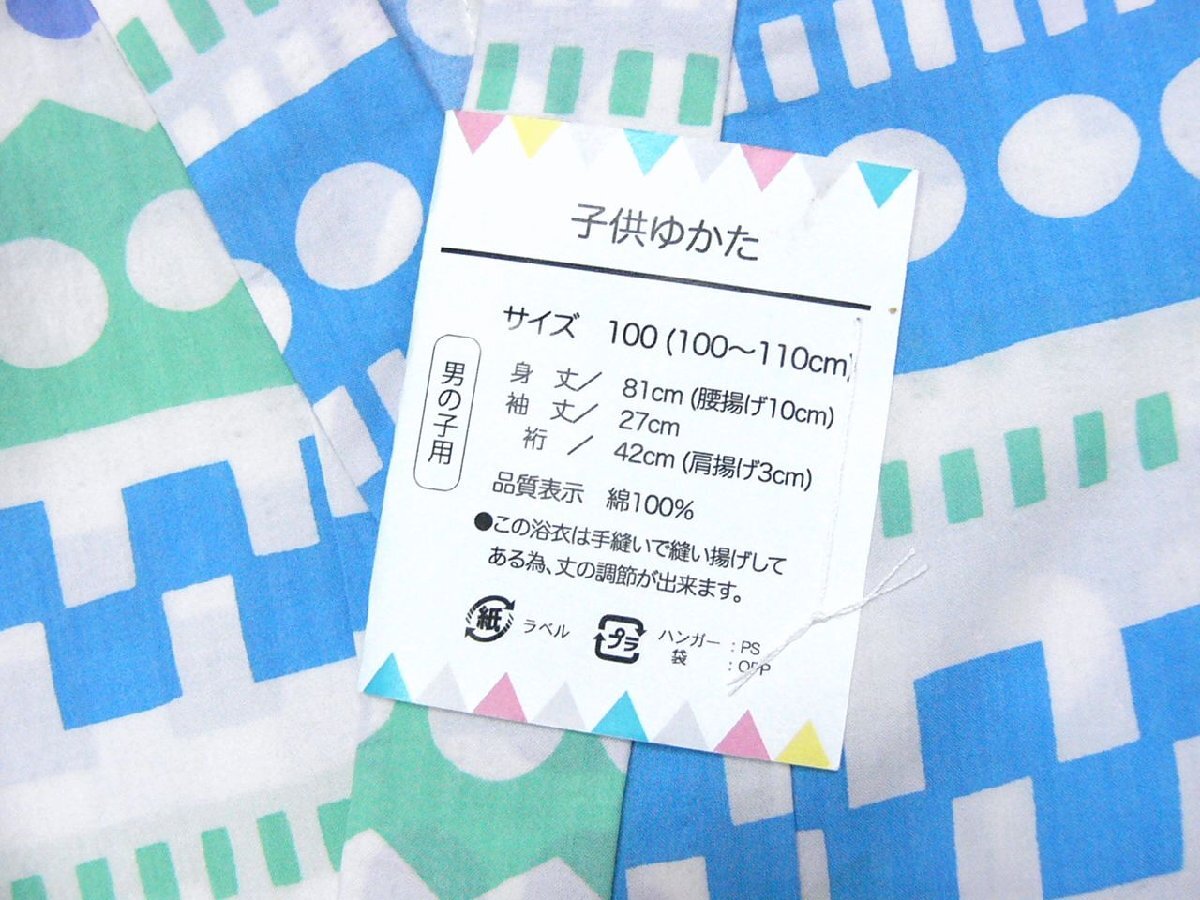 子供ゆかた
サイズ 100 (100～110cm)
男の子用
身 丈／ 81cm (腰揚げ10cm)
袖 丈／ 27cm
裄 ／ 42cm (肩揚げ3cm)
品質表示 綿100%
●この浴衣は手縫いで縫い揚げして
ある為、丈の調節が出来ます。
紙 ラベル プラ ハンガー : PS
袋 : OPP